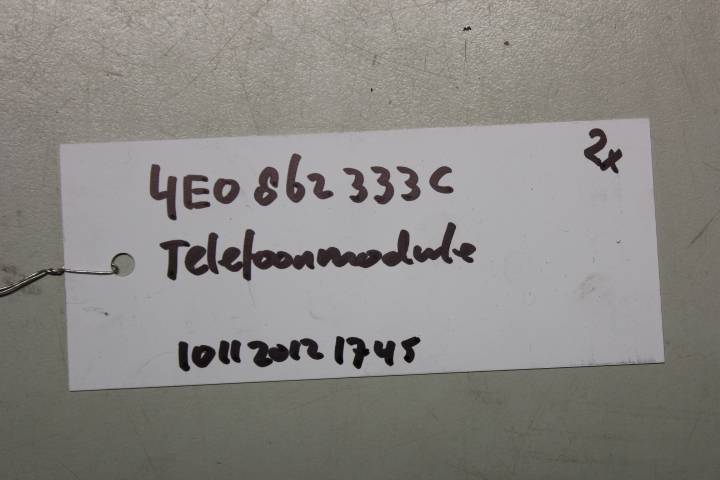 2x
4E0 862 333 C
Telefoonmodule
10112012 1745